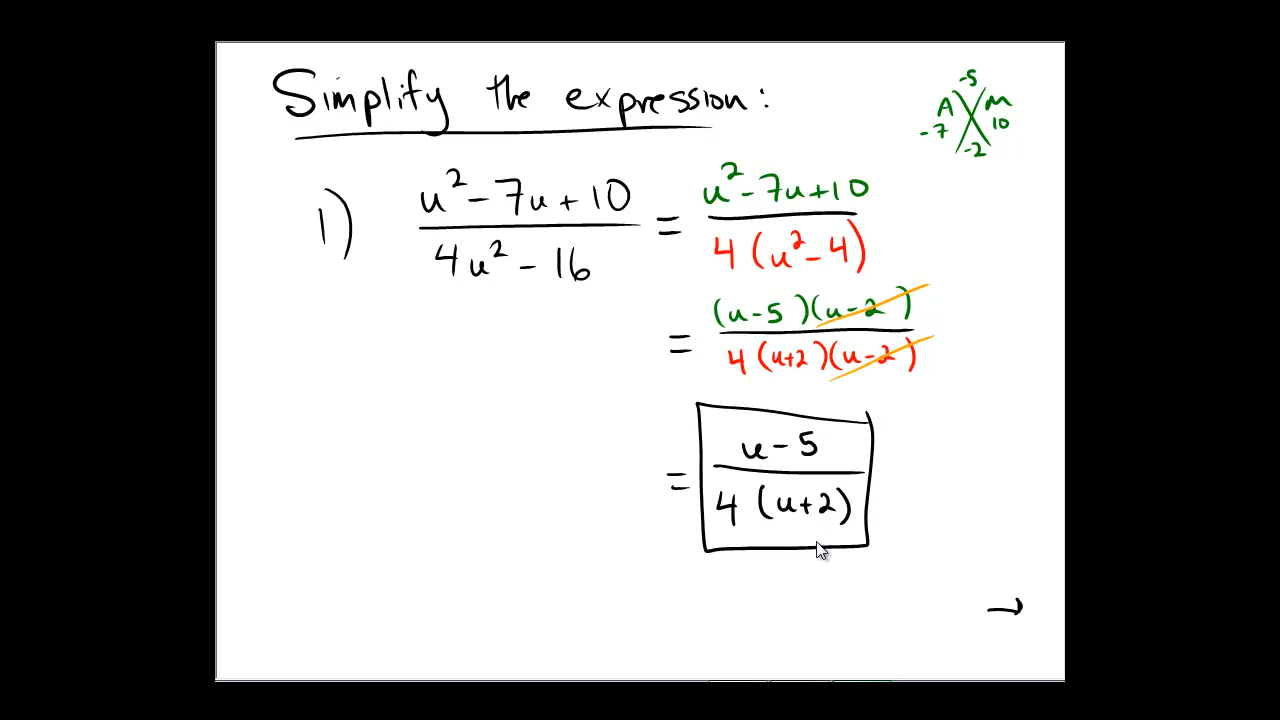 Simplify the expression:
-5
A M
-7 10
-2
1) u² - 7u + 10 / 4u² - 16 = u² - 7u + 10 / 4(u² - 4)
= (u - 5)(u - 2) / 4(u+2)(u - 2)
= u - 5 / 4(u+2)
→